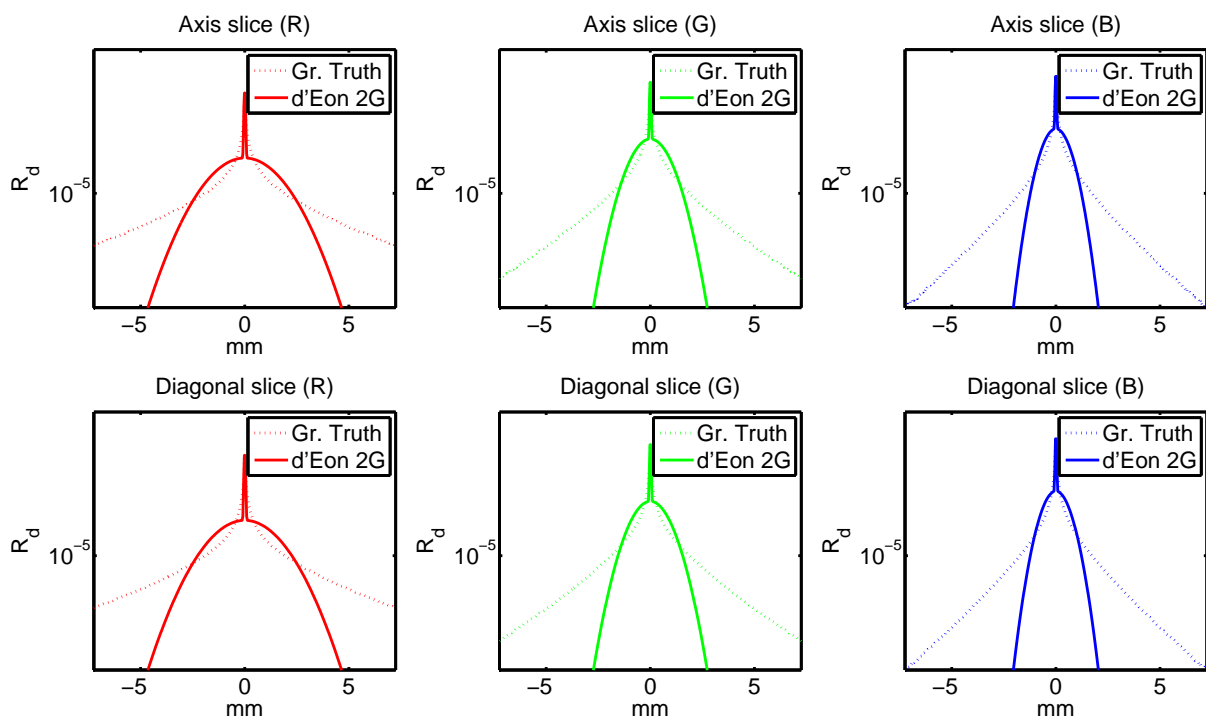 Axis slice (R)
Gr. Truth
d'Eon 2G
R_d
10^−5
−5 0 5
mm
Axis slice (G)
Gr. Truth
d'Eon 2G
R_d
10^−5
−5 0 5
mm
Axis slice (B)
Gr. Truth
d'Eon 2G
R_d
10^−5
−5 0 5
mm
Diagonal slice (R)
Gr. Truth
d'Eon 2G
R_d
10^−5
−5 0 5
mm
Diagonal slice (G)
Gr. Truth
d'Eon 2G
R_d
10^−5
−5 0 5
mm
Diagonal slice (B)
Gr. Truth
d'Eon 2G
R_d
10^−5
−5 0 5
mm